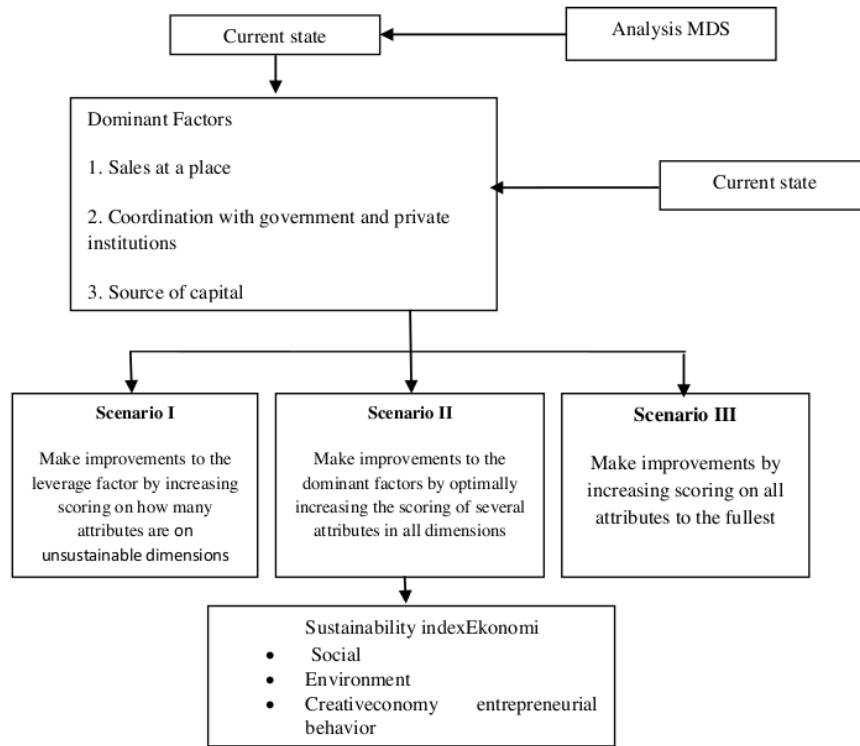 Current state
Analysis MDS
Dominant Factors
1. Sales at a place
2. Coordination with government and private
institutions
3. Source of capital
Current state
Scenario I
Make improvements to the
leverage factor by increasing
scoring on how many
attributes are on
unsustainable dimensions
Scenario II
Make improvements to the
dominant factors by optimally
increasing the scoring of several
attributes in all dimensions
Scenario III
Make improvements by
increasing scoring on all
attributes to the fullest
Sustainability indexEkonomi
• Social
• Environment
• Creativeconomy entrepreneurial
behavior